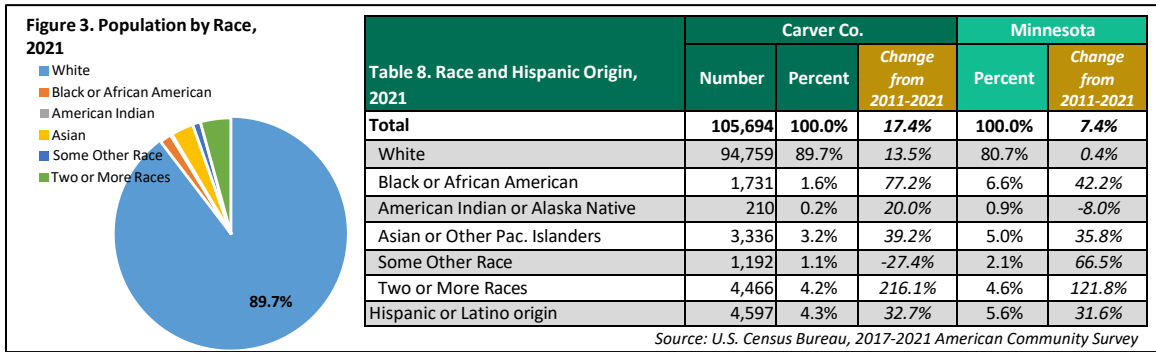 Figure 3. Population by Race,
2021
White
Black or African American
American Indian
Asian
Some Other Race
Two or More Races
89.7%
Table 8. Race and Hispanic Origin,
2021
Carver Co.
Minnesota
Number
Percent
Change
from
2011-2021
Percent
Change
from
2011-2021
Total 105,694 100.0% 17.4% 100.0% 7.4%
White 94,759 89.7% 13.5% 80.7% 0.4%
Black or African American 1,731 1.6% 77.2% 6.6% 42.2%
American Indian or Alaska Native 210 0.2% 20.0% 0.9% -8.0%
Asian or Other Pac. Islanders 3,336 3.2% 39.2% 5.0% 35.8%
Some Other Race 1,192 1.1% -27.4% 2.1% 66.5%
Two or More Races 4,466 4.2% 216.1% 4.6% 121.8%
Hispanic or Latino origin 4,597 4.3% 32.7% 5.6% 31.6%
Source: U.S. Census Bureau, 2017-2021 American Community Survey